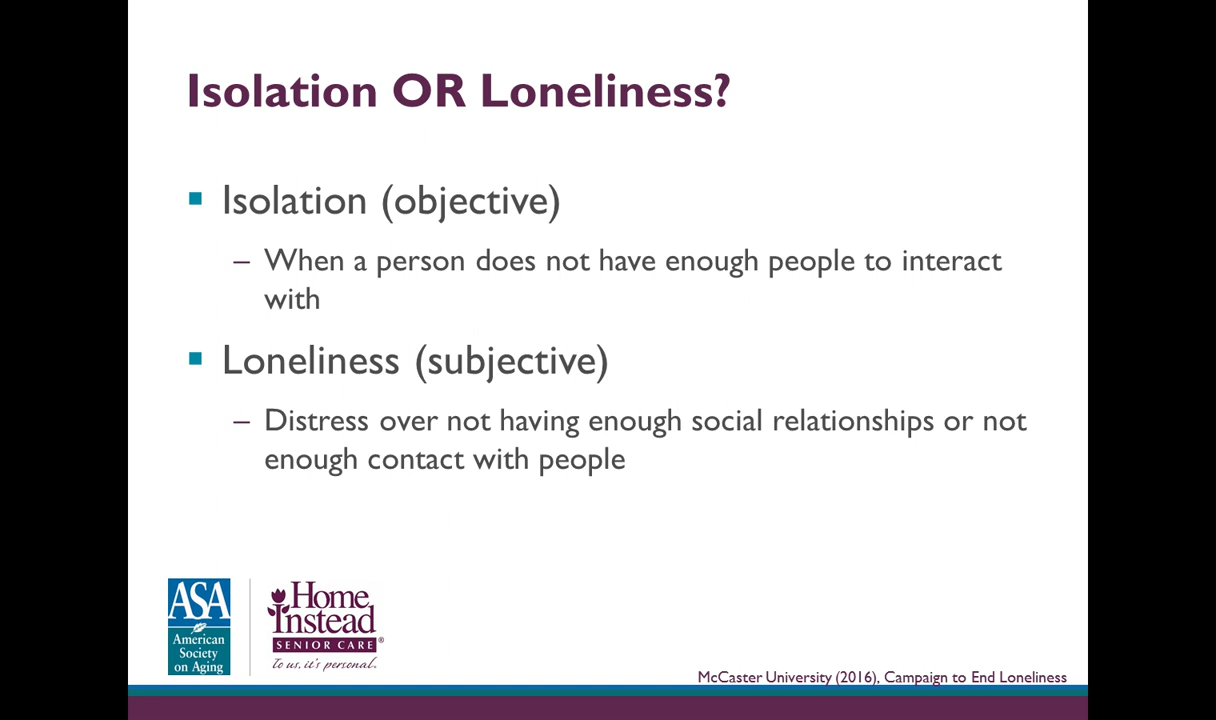 Isolation OR Loneliness?
▪ Isolation (objective)
– When a person does not have enough people to interact
with
▪ Loneliness (subjective)
– Distress over not having enough social relationships or not
enough contact with people
ASA
American
Society
on Aging
Home
Instead
SENIOR CARE®
To us, it's personal.
McCaster University (2016), Campaign to End Loneliness